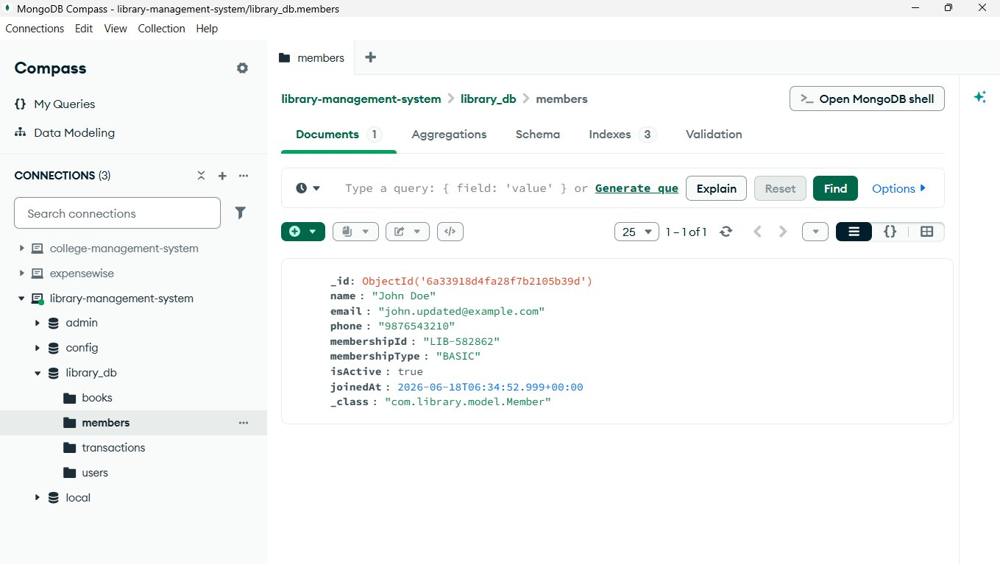 MongoDB Compass - library-management-system/library_db.members
Connections Edit View Collection Help
Compass
My Queries
Data Modeling
CONNECTIONS (3)
Search connections
college-management-system
expensewise
library-management-system
admin
config
library_db
books
members
transactions
users
local
members
library-management-system > library_db > members
>_ Open MongoDB shell
Documents 1 Aggregations Schema Indexes 3 Validation
Type a query: { field: 'value' } or Generate que Explain Reset Find Options
25 1–1 of 1 {}
_id: ObjectId('6a33918d4fa28f7b2105b39d')
name : "John Doe"
email : "john.updated@example.com"
phone : "9876543210"
membershipId : "LIB-582862"
membershipType : "BASIC"
isActive : true
joinedAt : 2026-06-18T06:34:52.999+00:00
_class : "com.library.model.Member"